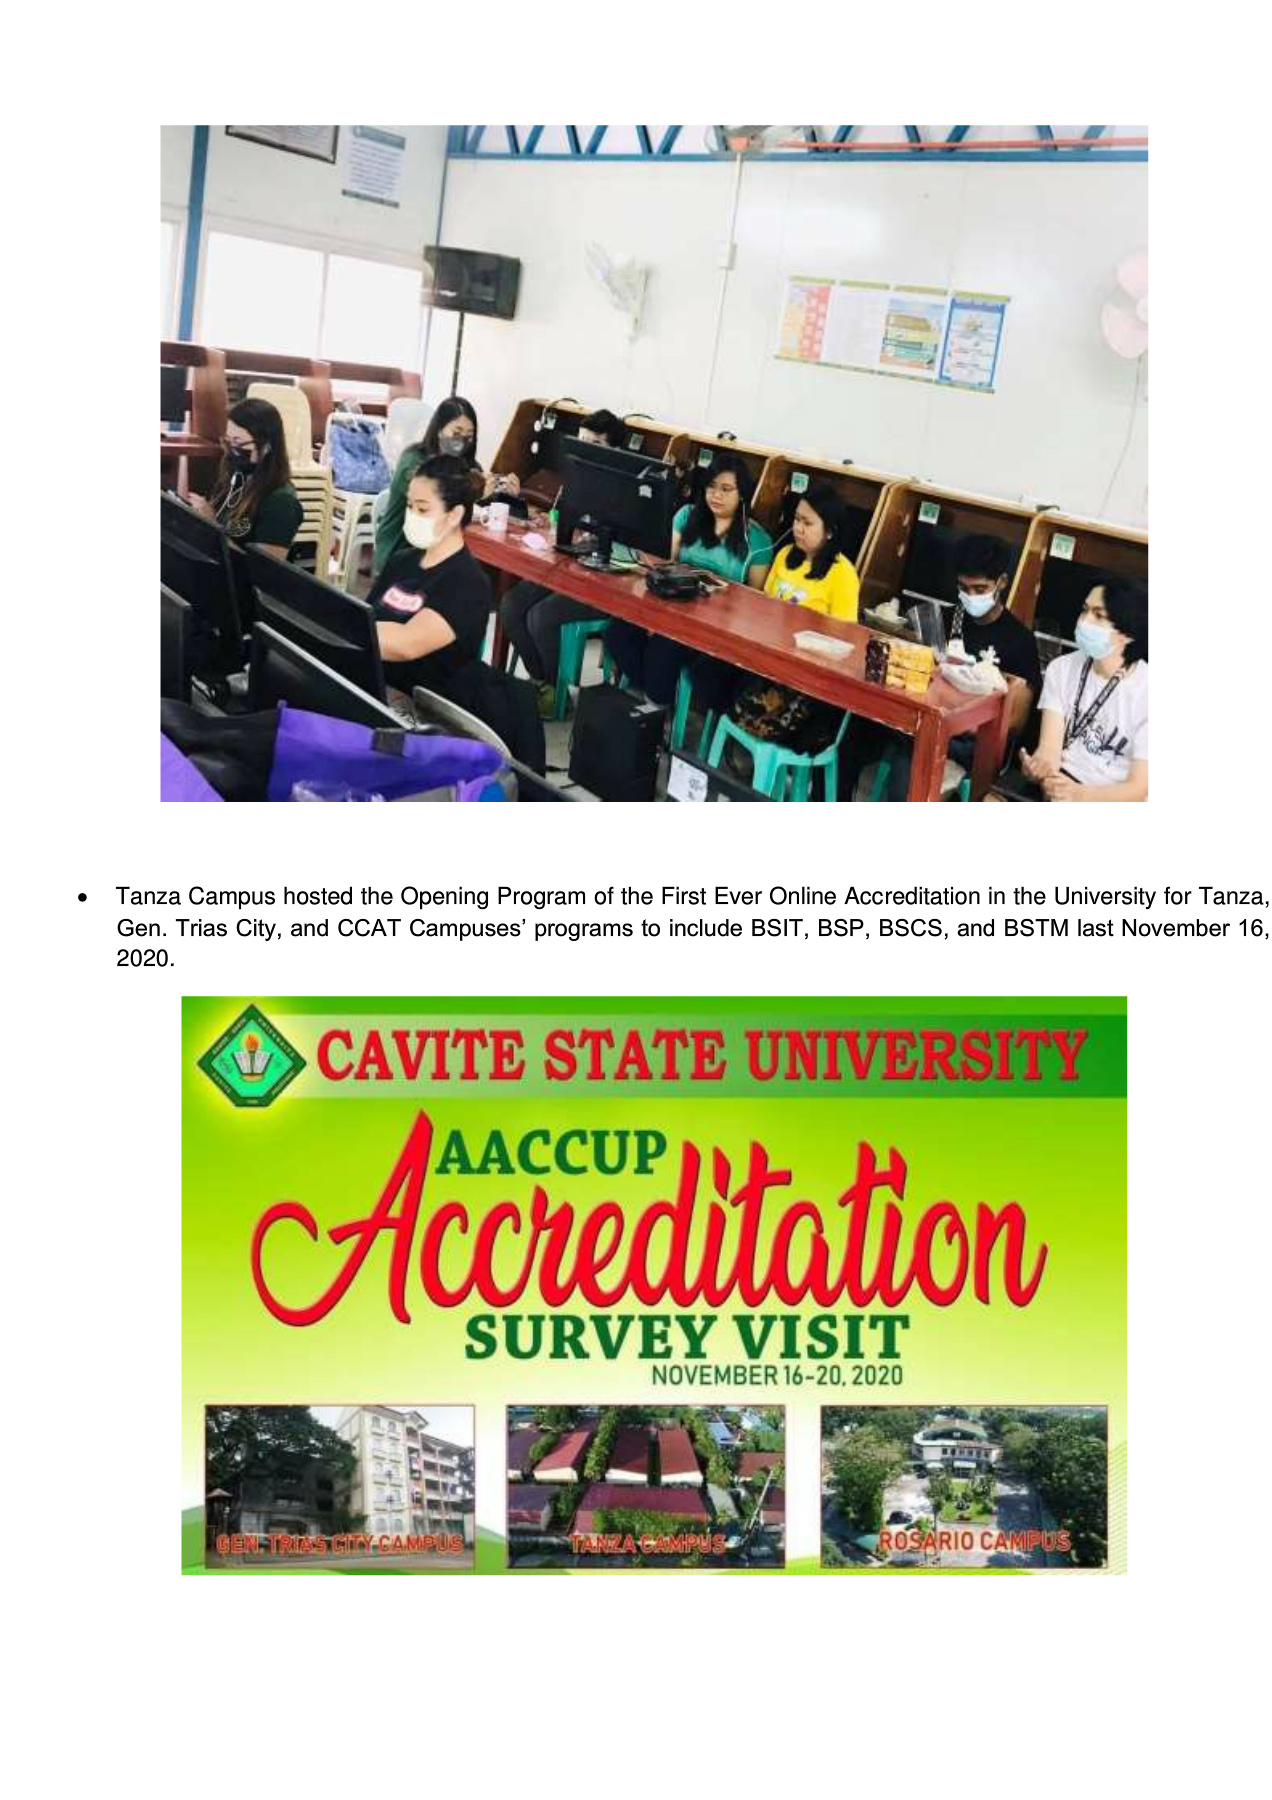 • Tanza Campus hosted the Opening Program of the First Ever Online Accreditation in the University for Tanza,
Gen. Trias City, and CCAT Campuses’ programs to include BSIT, BSP, BSCS, and BSTM last November 16,
2020.
CAVITE STATE UNIVERSITY
AACCUP
Accreditation
SURVEY VISIT
NOVEMBER 16-20, 2020
GEN. TRIAS CITY CAMPUS
TANZA CAMPUS
ROSARIO CAMPUS